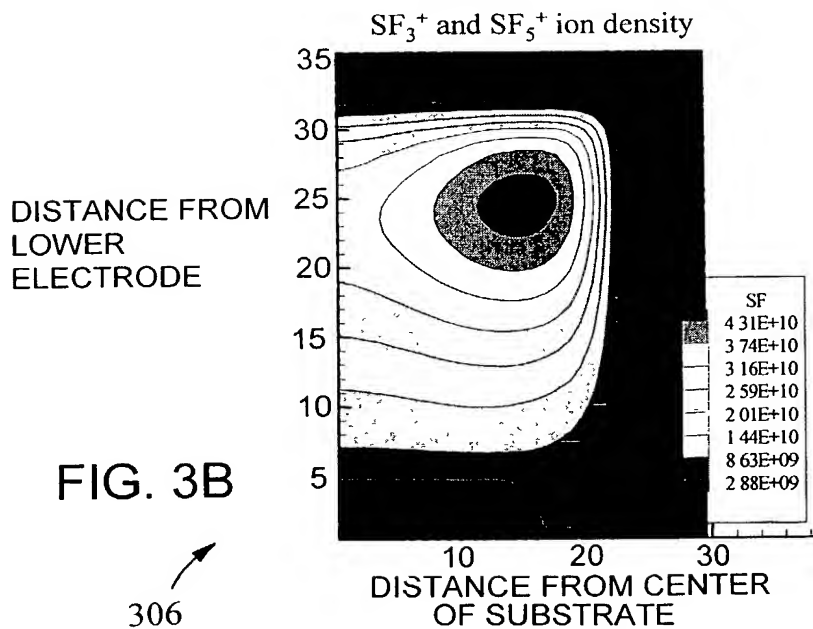 SF₃⁺ and SF₅⁺ ion density
35
30
25
20
15
10
5
DISTANCE FROM
LOWER
ELECTRODE
SF
4 31E+10
3 74E+10
3 16E+10
2 59E+10
2 01E+10
1 44E+10
8 63E+09
2 88E+09
FIG. 3B
306
10 20 30
DISTANCE FROM CENTER
OF SUBSTRATE